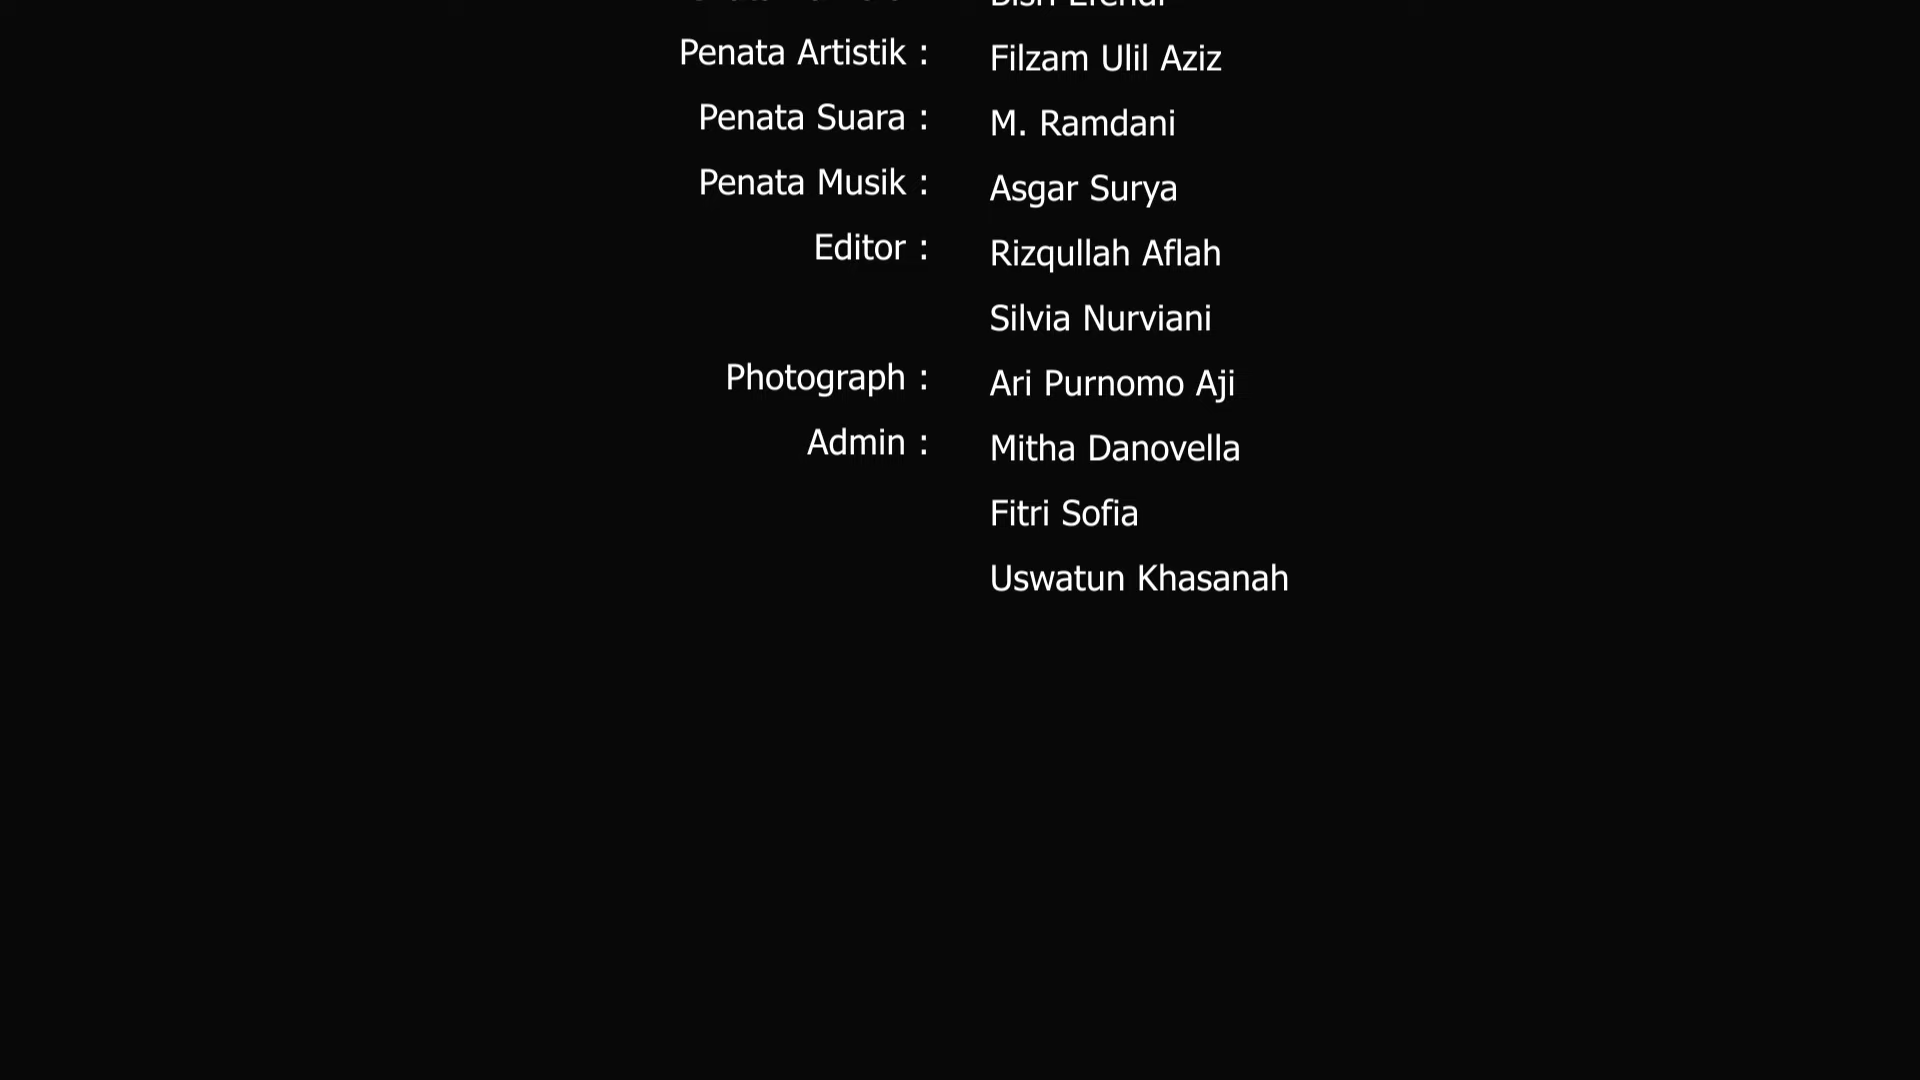 Penata Artistik : Filzam Ulil Aziz
Penata Suara : M. Ramdani
Penata Musik : Asgar Surya
Editor : Rizqullah Aflah
Silvia Nurviani
Photograph : Ari Purnomo Aji
Admin : Mitha Danovella
Fitri Sofia
Uswatun Khasanah